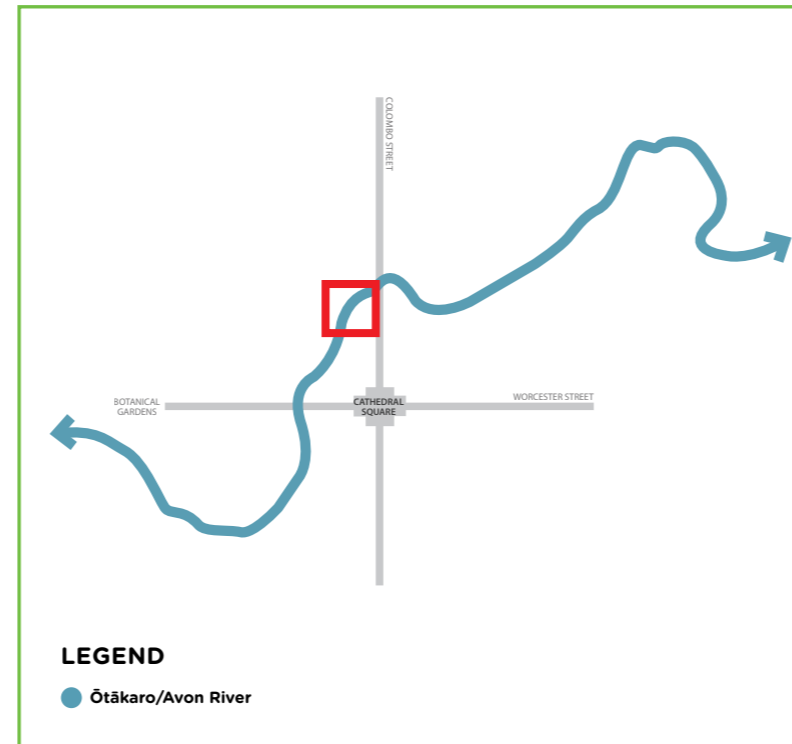 COLOMBO STREET
BOTANICAL
GARDENS
CATHEDRAL
SQUARE
WORCESTER STREET
LEGEND
Ōtākaro/Avon River